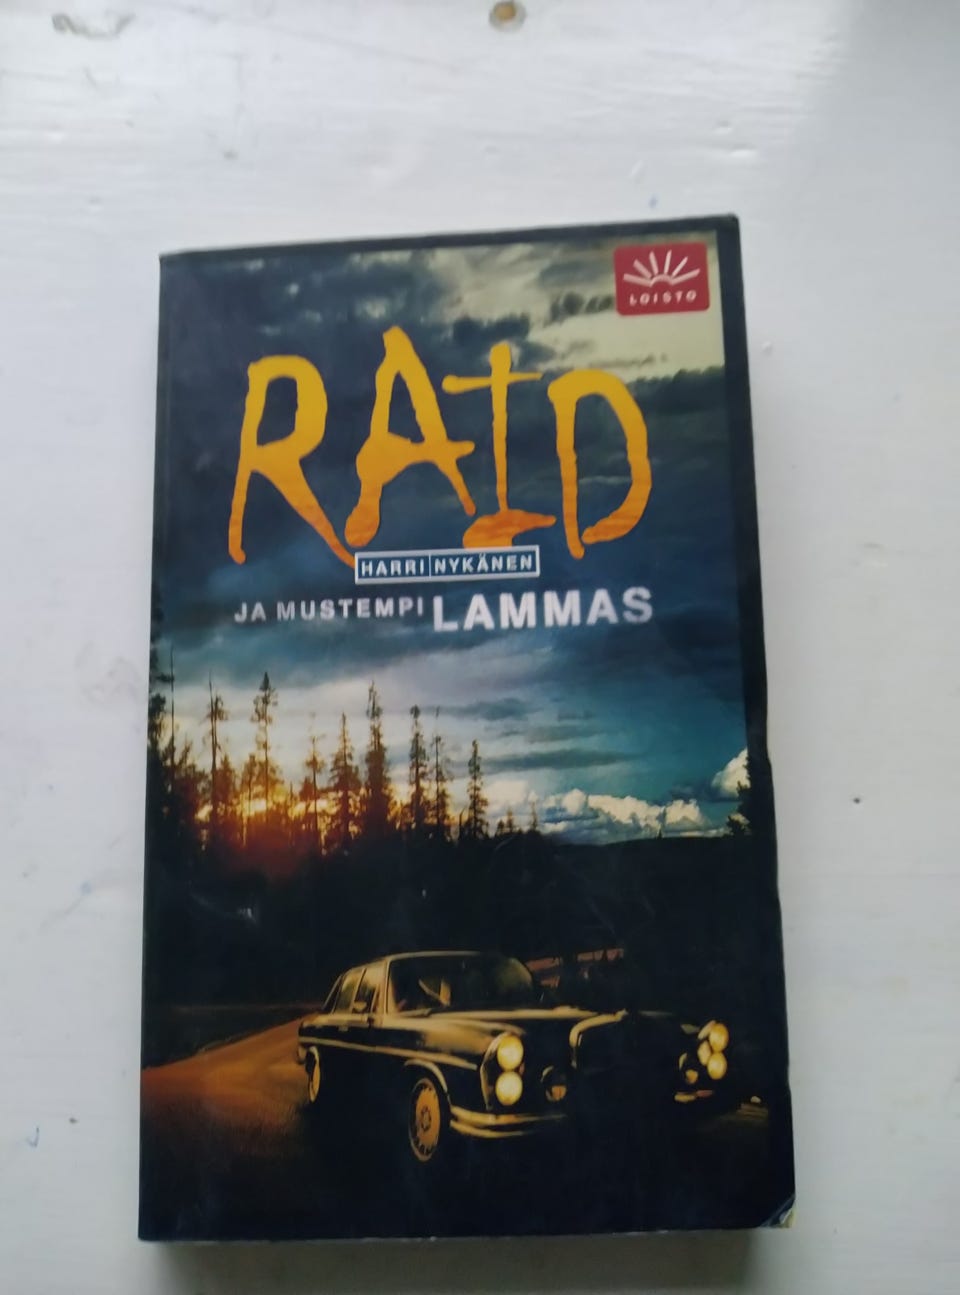 LOISTO
RAID
HARRI NYKÄNEN
JA MUSTEMPI LAMMAS